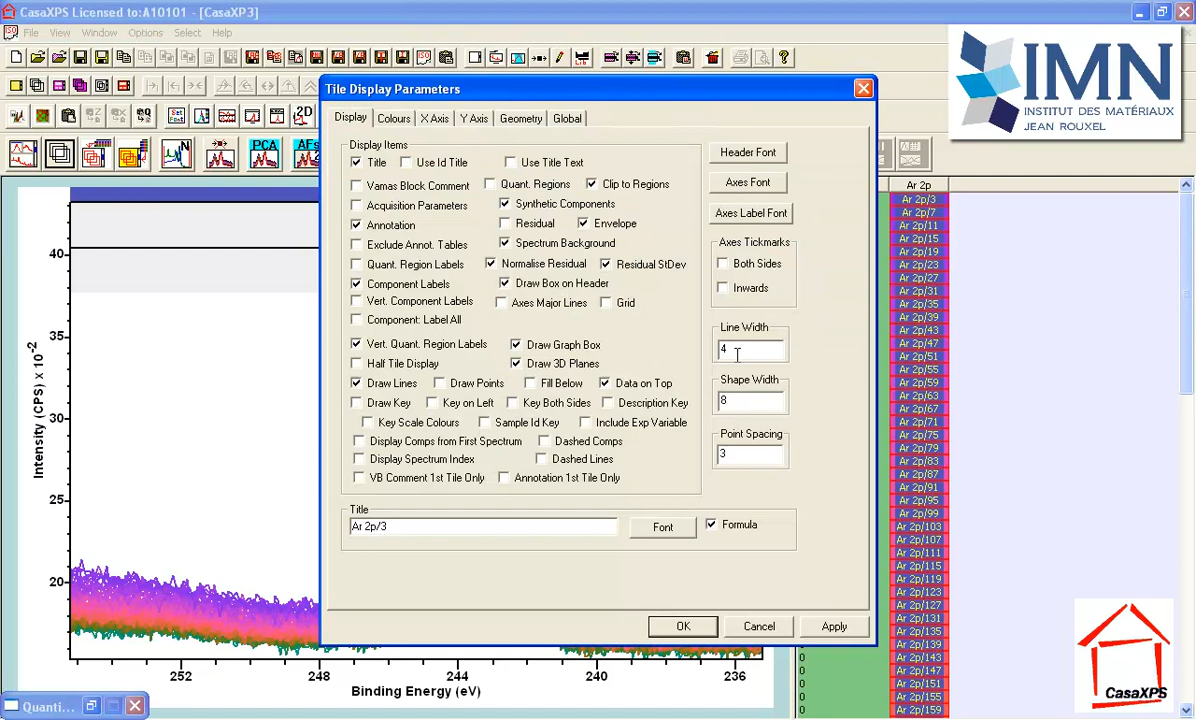 CasaXPS Licensed to:A10101 - [CasaXP3]
File View Window Options Select Help
IMN
INSTITUT DES MATÉRIAUX
JEAN ROUXEL
Tile Display Parameters
Display Colours X Axis Y Axis Geometry Global
Display Items
Title Use Id Title Use Title Text
Vamas Block Comment Quant. Regions Clip to Regions
Acquisition Parameters Synthetic Components
Annotation Residual Envelope
Exclude Annot. Tables Spectrum Background
Quant. Region Labels Normalise Residual Residual StDev
Component Labels Draw Box on Header
Vert. Component Labels Axes Major Lines Grid
Component: Label All
Vert. Quant. Region Labels Draw Graph Box
Half Tile Display Draw 3D Planes
Draw Lines Draw Points Fill Below Data on Top
Draw Key Key on Left Key Both Sides Description Key
Key Scale Colours Sample Id Key Include Exp Variable
Display Comps from First Spectrum Dashed Comps
Display Spectrum Index Dashed Lines
VB Comment 1st Tile Only Annotation 1st Tile Only
Header Font
Axes Font
Axes Label Font
Axes Tickmarks
Both Sides
Inwards
Line Width
4
Shape Width
8
Point Spacing
3
Title
Ar 2p/3
Font
Formula
OK Cancel Apply
PCA
AFs
Set Font
2D
ISO
Intensity (CPS) x 10⁻²
40
35
30
25
20
252 248 244 240 236
Binding Energy (eV)
Ar 2p
Ar 2p/3
Ar 2p/7
Ar 2p/11
Ar 2p/15
Ar 2p/19
Ar 2p/23
Ar 2p/27
Ar 2p/31
Ar 2p/35
Ar 2p/39
Ar 2p/43
Ar 2p/47
Ar 2p/51
Ar 2p/55
Ar 2p/59
Ar 2p/63
Ar 2p/67
Ar 2p/71
Ar 2p/75
Ar 2p/79
Ar 2p/83
Ar 2p/87
Ar 2p/91
Ar 2p/95
Ar 2p/99
Ar 2p/103
Ar 2p/107
Ar 2p/111
Ar 2p/115
Ar 2p/119
Ar 2p/123
Ar 2p/127
Ar 2p/131
Ar 2p/135
Ar 2p/139
Ar 2p/143
Ar 2p/147
Ar 2p/151
Ar 2p/155
Ar 2p/159
0
0
0
0
0
Quanti...
CasaXPS